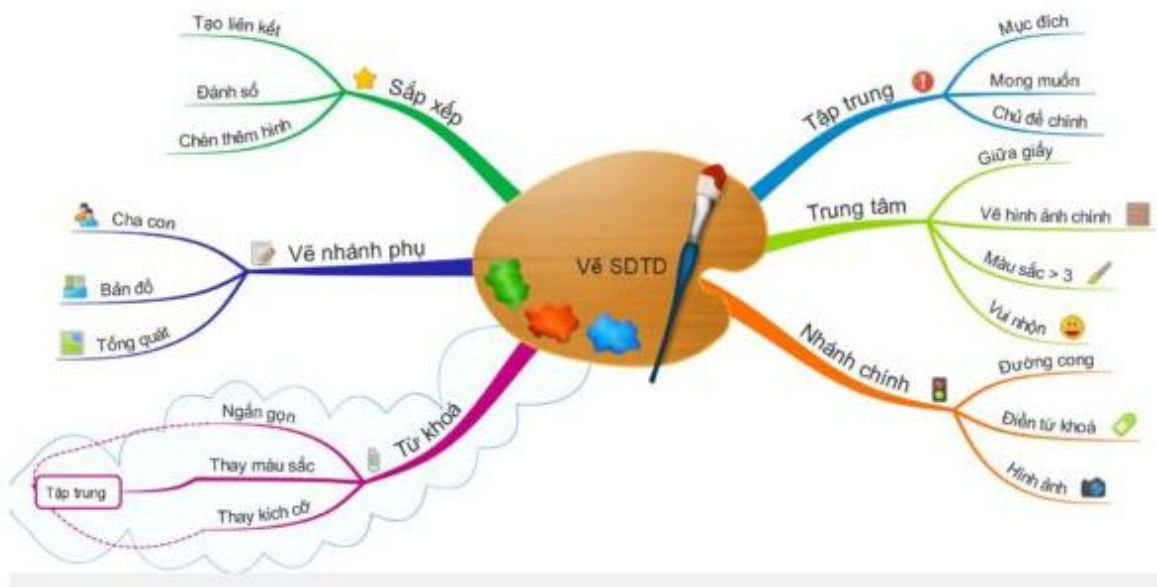 Vẽ SDTD
Tập trung
Mục đích
Mong muốn
Chủ đề chính
Trung tâm
Giữa giấy
Vẽ hình ảnh chính
Màu sắc > 3
Vui nhộn
Nhánh chính
Đường cong
Điền từ khoá
Hình ảnh
Từ khoá
Ngắn gọn
Thay màu sắc
Thay kích cỡ
Tập trung
Vẽ nhánh phụ
Cha con
Bản đồ
Tổng quát
Sắp xếp
Tạo liên kết
Đánh số
Chèn thêm hình